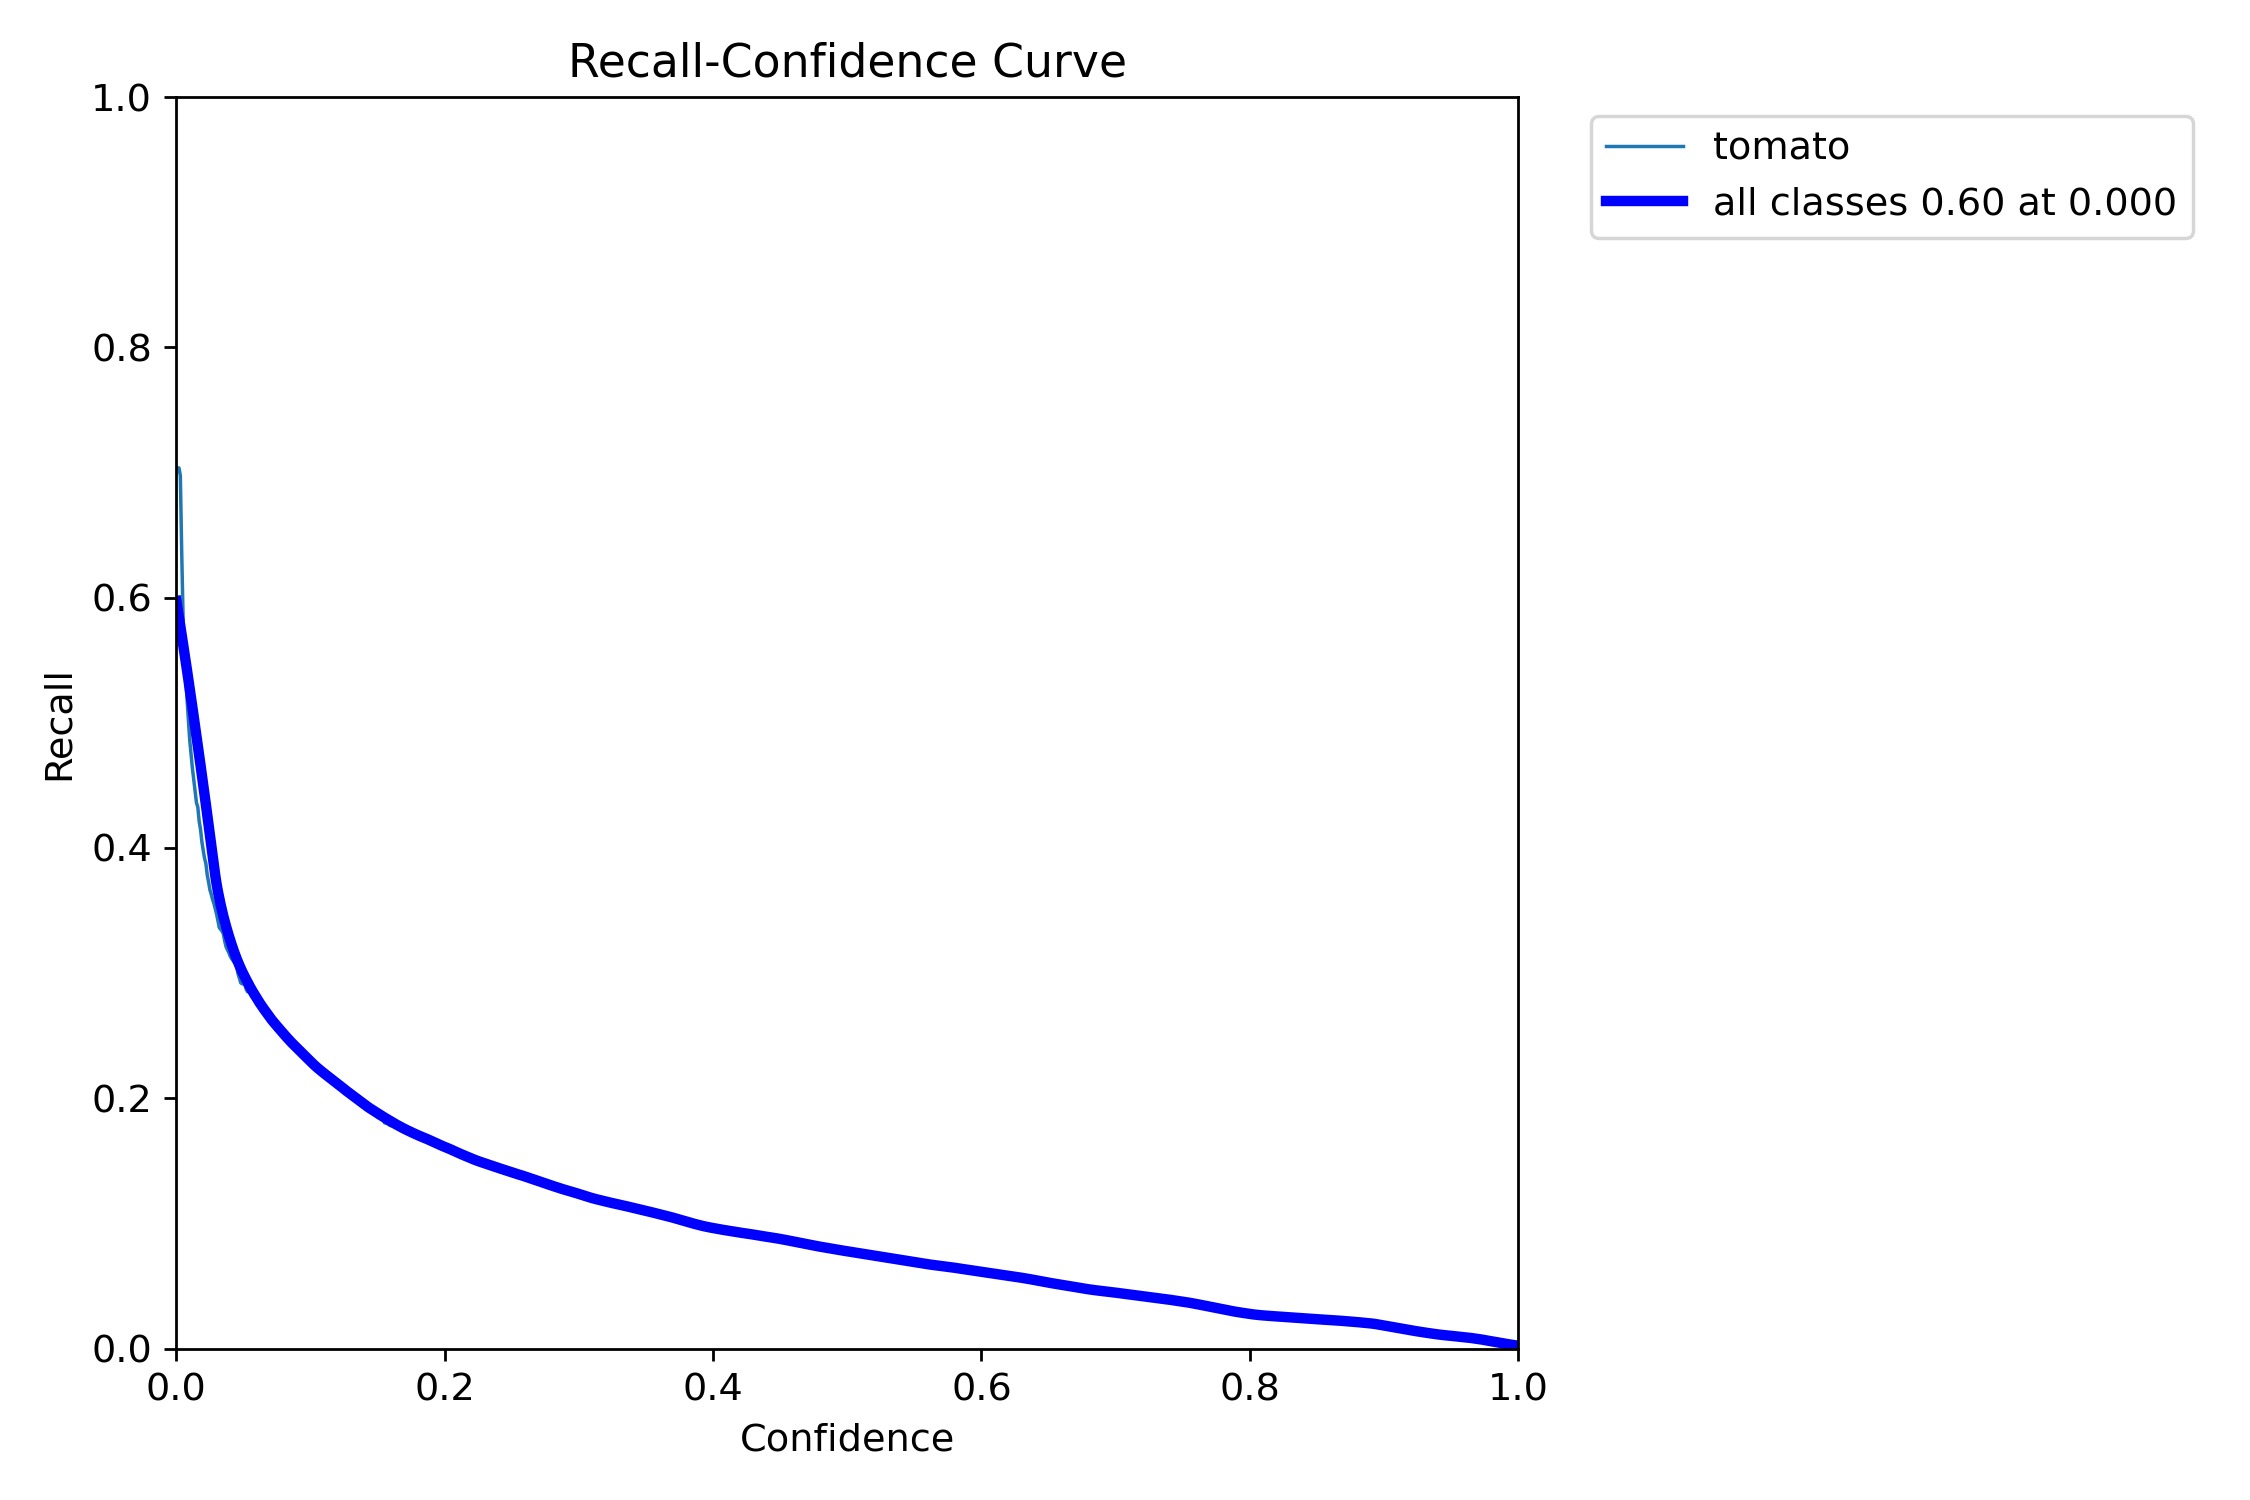 Recall-Confidence Curve
1.0
0.8
0.6
0.4
0.2
0.0
Recall
0.0 0.2 0.4 0.6 0.8 1.0
Confidence
tomato
all classes 0.60 at 0.000